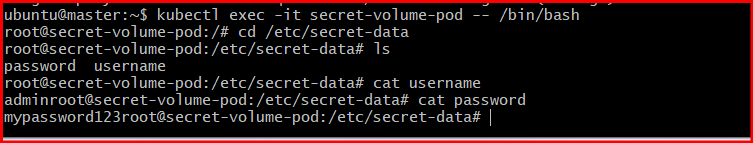 ubuntu@master:~$ kubectl exec -it secret-volume-pod -- /bin/bash
root@secret-volume-pod:/# cd /etc/secret-data
root@secret-volume-pod:/etc/secret-data# ls
password  username
root@secret-volume-pod:/etc/secret-data# cat username
adminroot@secret-volume-pod:/etc/secret-data# cat password
mypassword123root@secret-volume-pod:/etc/secret-data#